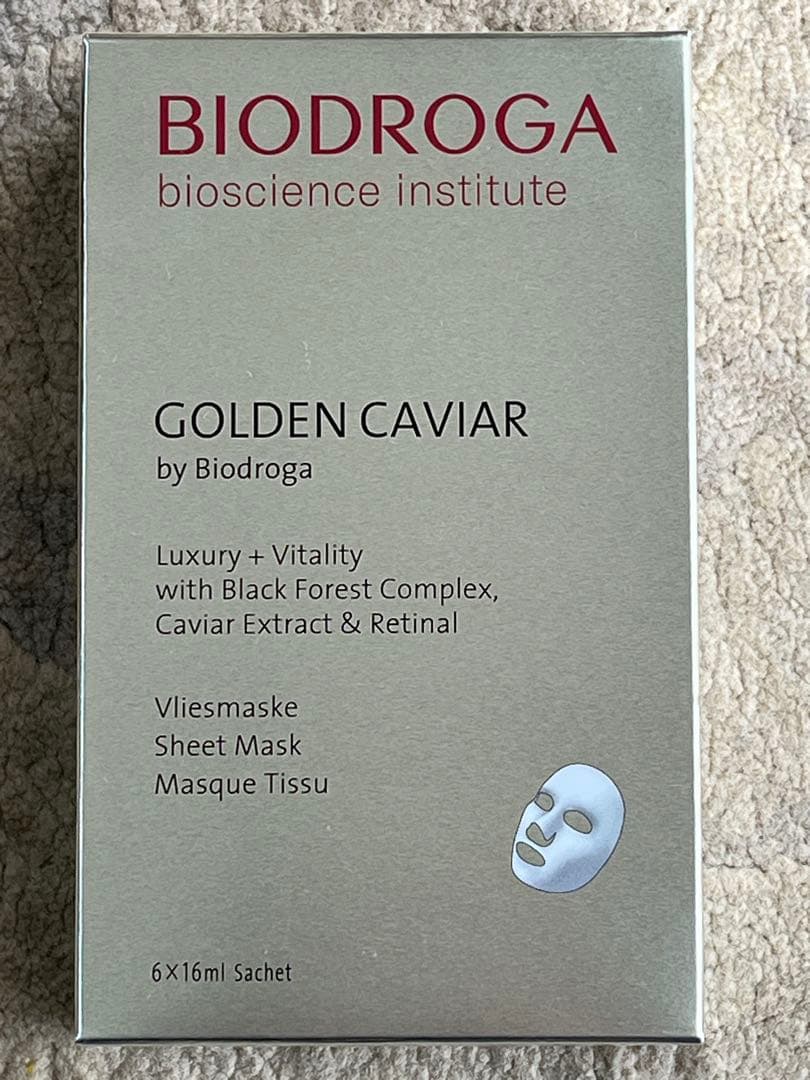 BIODROGA
bioscience institute
GOLDEN CAVIAR
by Biodroga
Luxury + Vitality
with Black Forest Complex,
Caviar Extract & Retinal
Vliesmaske
Sheet Mask
Masque Tissu
6×16ml Sachet